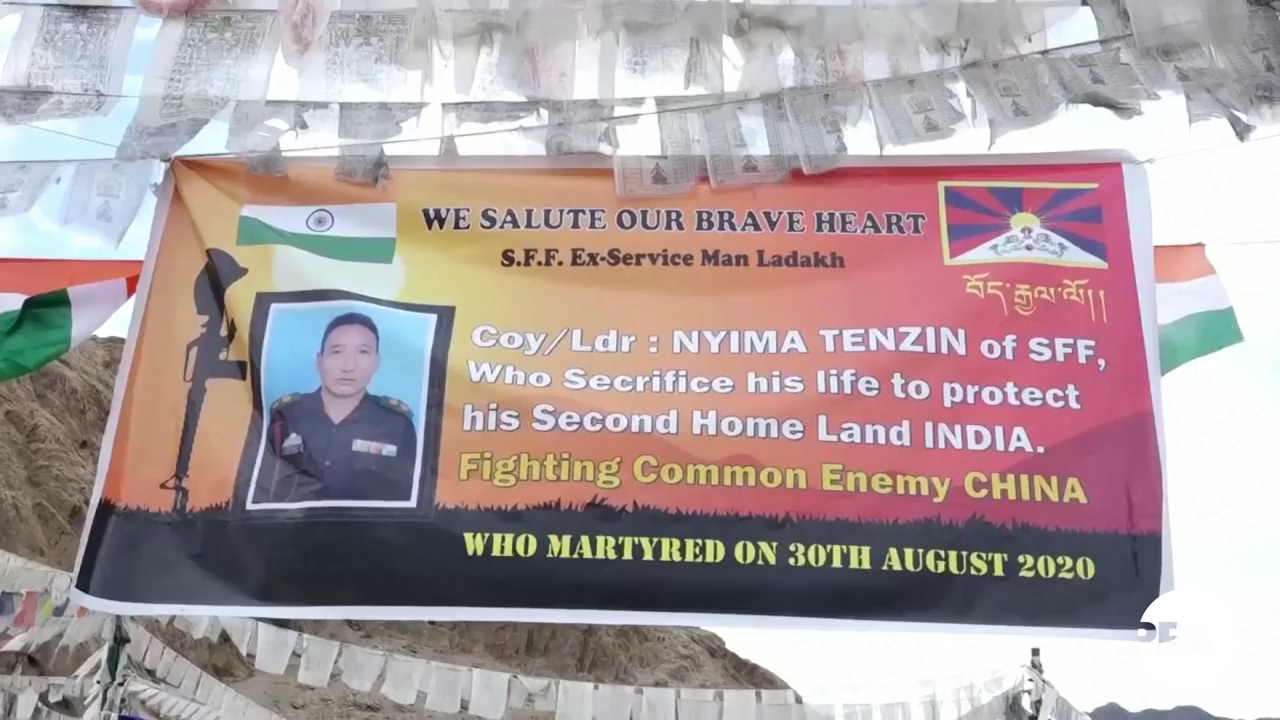 WE SALUTE OUR BRAVE HEART
S.F.F. Ex-Service Man Ladakh
བོད་རྒྱལ་ལོ།།
Coy/Ldr : NYIMA TENZIN of SFF,
Who Secrifice his life to protect
his Second Home Land INDIA.
Fighting Common Enemy CHINA
WHO MARTYRED ON 30TH AUGUST 2020